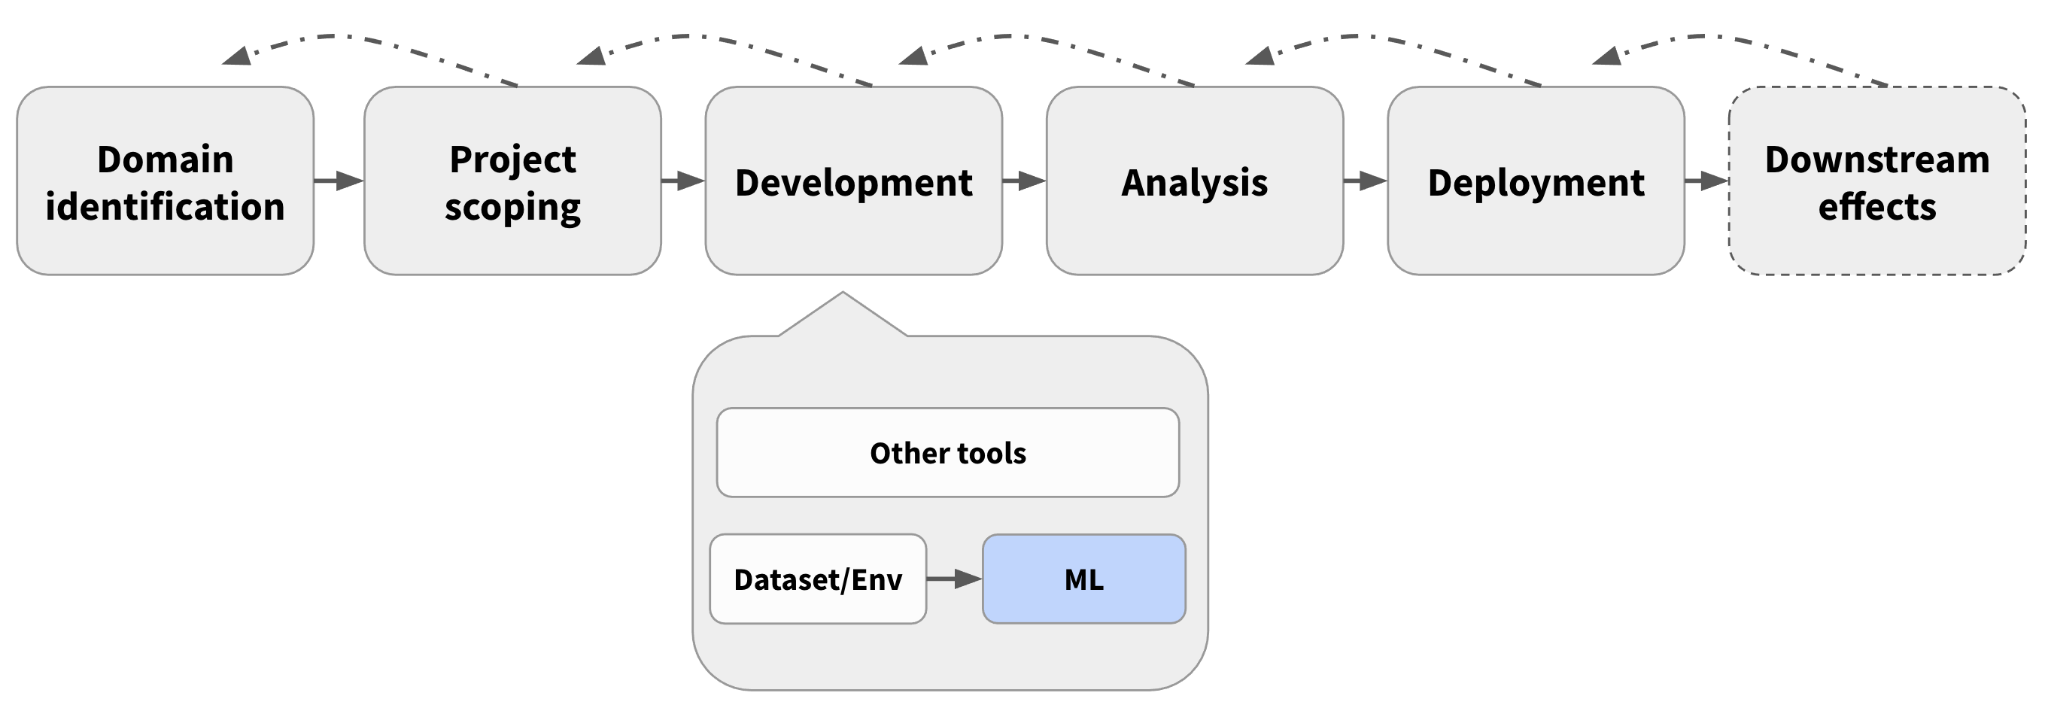 Domain
identification
Project
scoping
Development
Analysis
Deployment
Downstream
effects
Other tools
Dataset/Env
ML